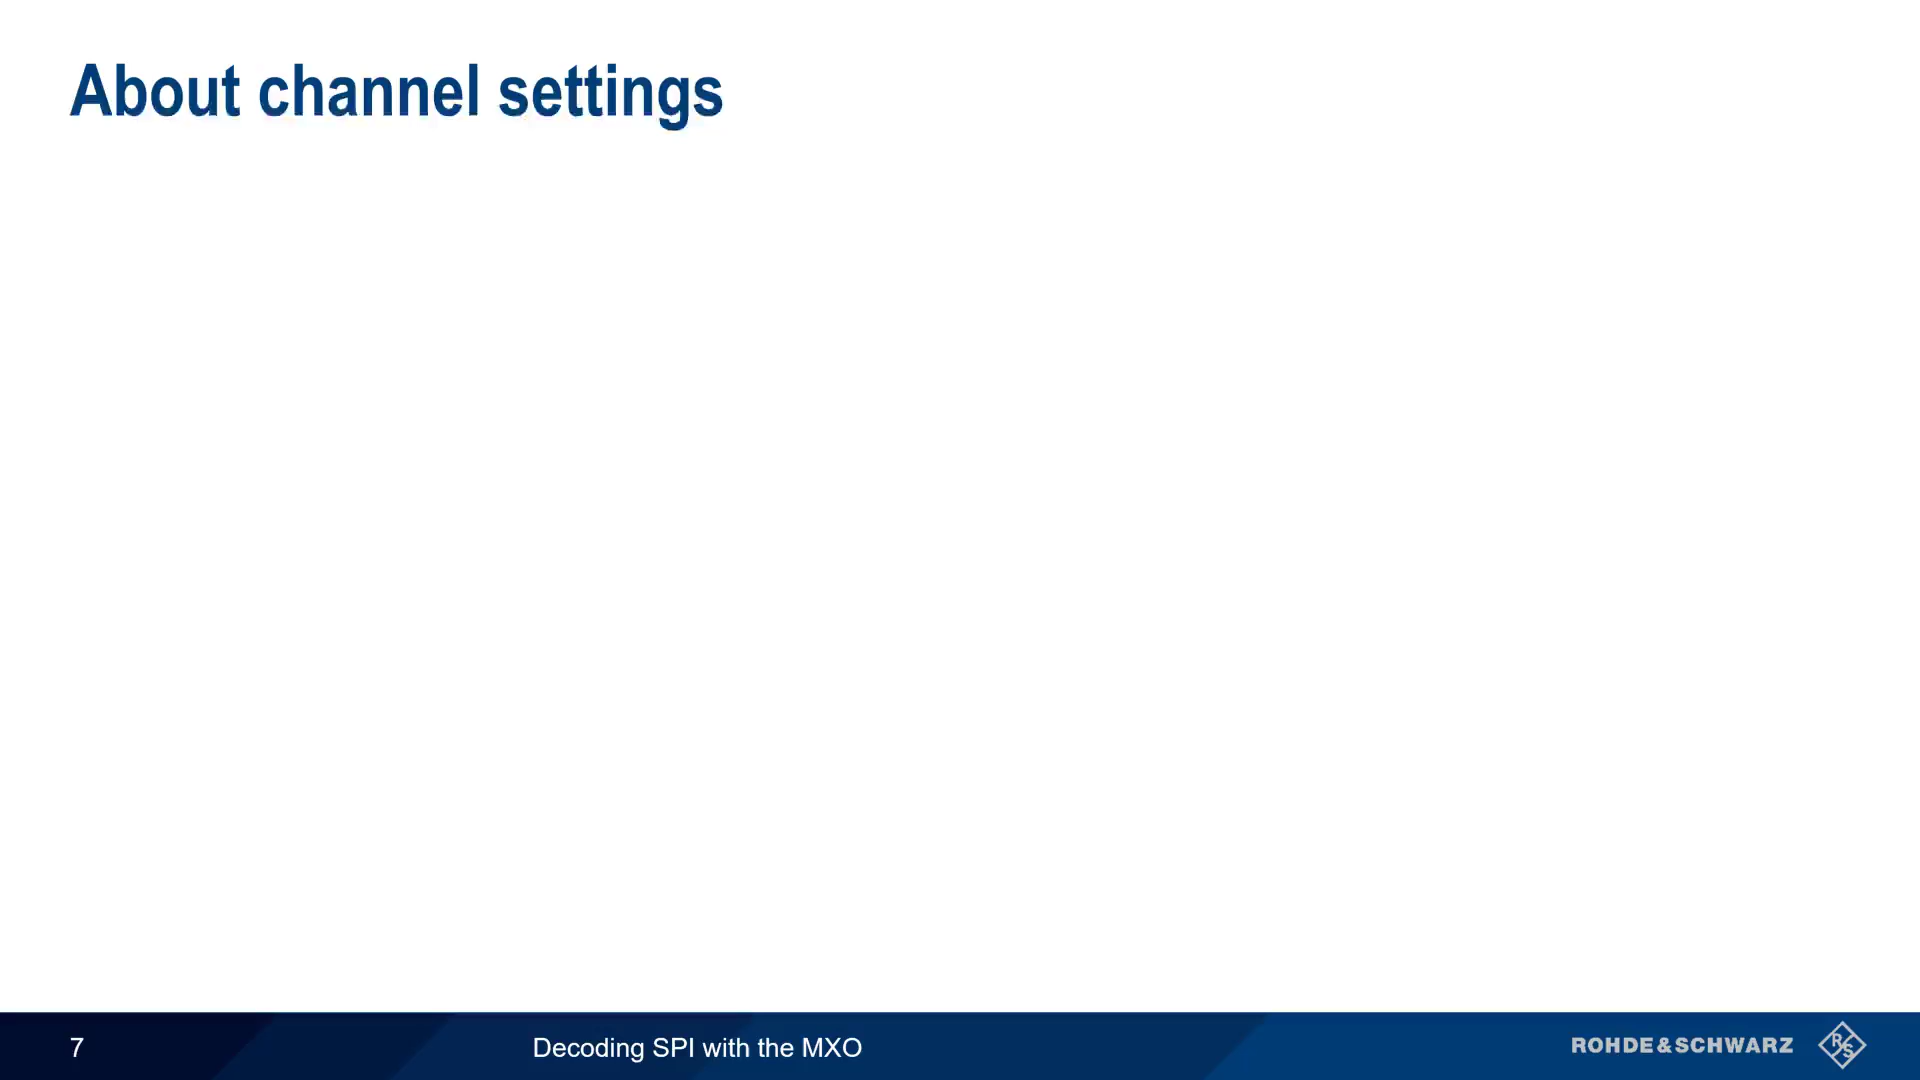 About channel settings
7
Decoding SPI with the MXO
ROHDE&SCHWARZ
R
S